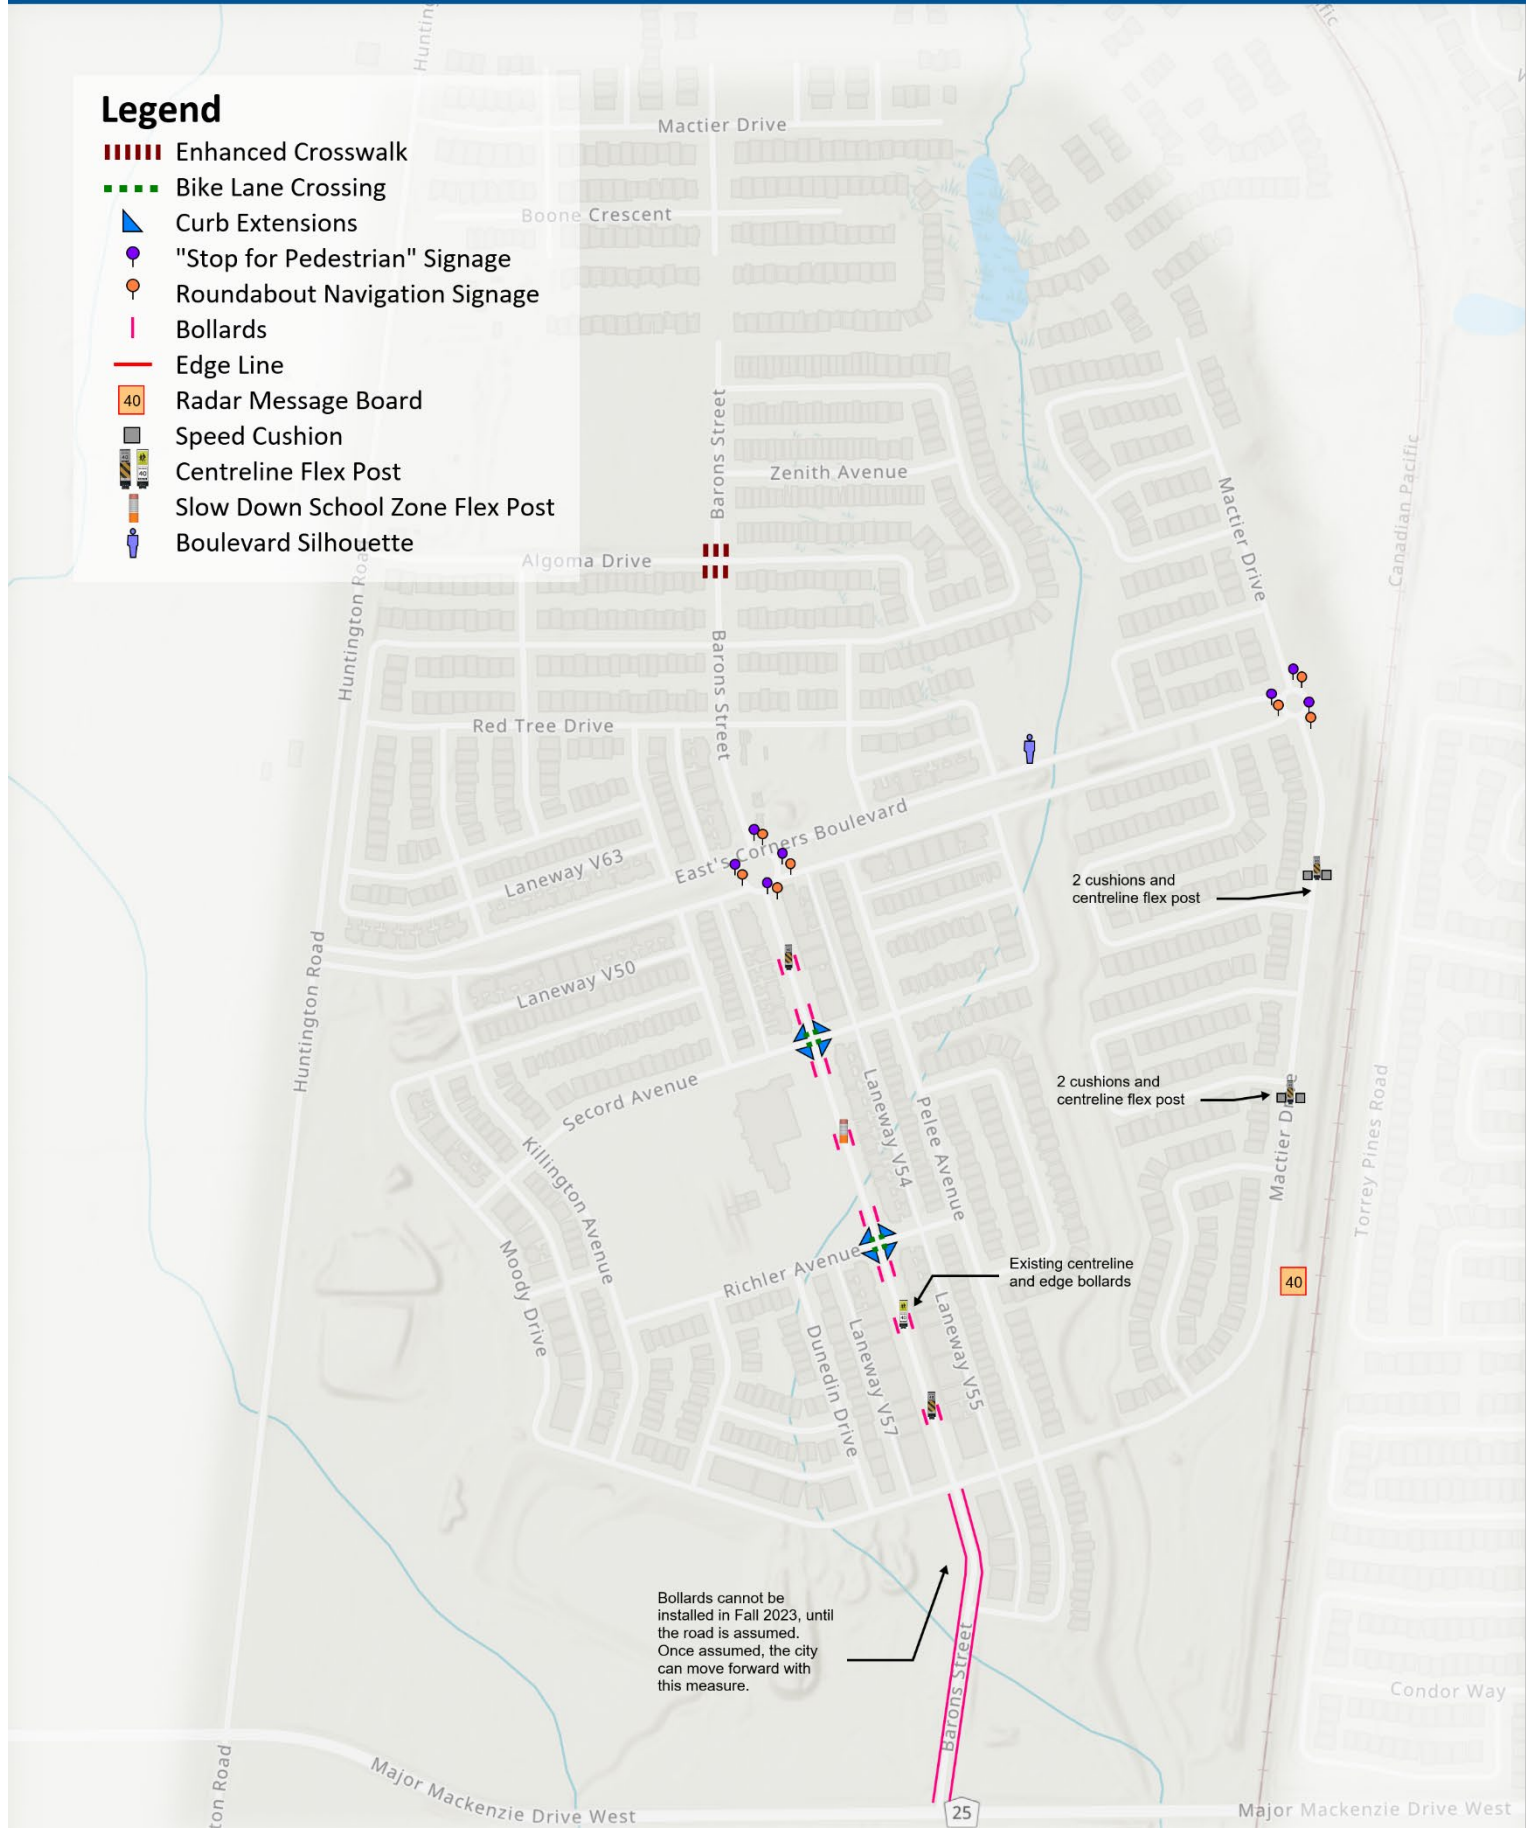 Legend
Enhanced Crosswalk
Bike Lane Crossing
Curb Extensions
"Stop for Pedestrian" Signage
Roundabout Navigation Signage
Bollards
Edge Line
40
Radar Message Board
Speed Cushion
Centreline Flex Post
Slow Down School Zone Flex Post
Boulevard Silhouette
Mactier Drive
Boone Crescent
Barons Street
Zenith Avenue
Algoma Drive
Mactier Drive
Canadian Pacific
Huntington Road
Barons Street
Red Tree Drive
East's Corners Boulevard
Laneway V63
2 cushions and
centreline flex post
Laneway V50
Huntington Road
Secord Avenue
Laneway V54
Pelee Avenue
2 cushions and
centreline flex post
Mactier Drive
Torrey Pines Road
Killington Avenue
Moody Drive
Richler Avenue
Existing centreline
and edge bollards
40
Dunedin Drive
Laneway V57
Laneway V55
Bollards cannot be
installed in Fall 2023, until
the road is assumed.
Once assumed, the city
can move forward with
this measure.
Barons Street
Condor Way
ton Road
Major Mackenzie Drive West
25
Major Mackenzie Drive West